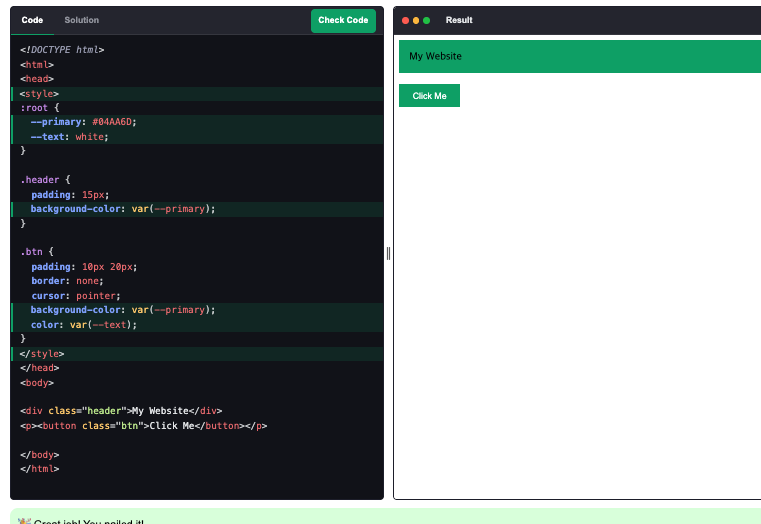 Code Solution Check Code
<!DOCTYPE html>
<html>
<head>
<style>
:root {
  --primary: #04AA6D;
  --text: white;
}

.header {
  padding: 15px;
  background-color: var(--primary);
}

.btn {
  padding: 10px 20px;
  border: none;
  cursor: pointer;
  background-color: var(--primary);
  color: var(--text);
}
</style>
</head>
<body>

<div class="header">My Website</div>
<p><button class="btn">Click Me</button></p>

</body>
</html>
Result
My Website
Click Me
Great job! You nailed it!